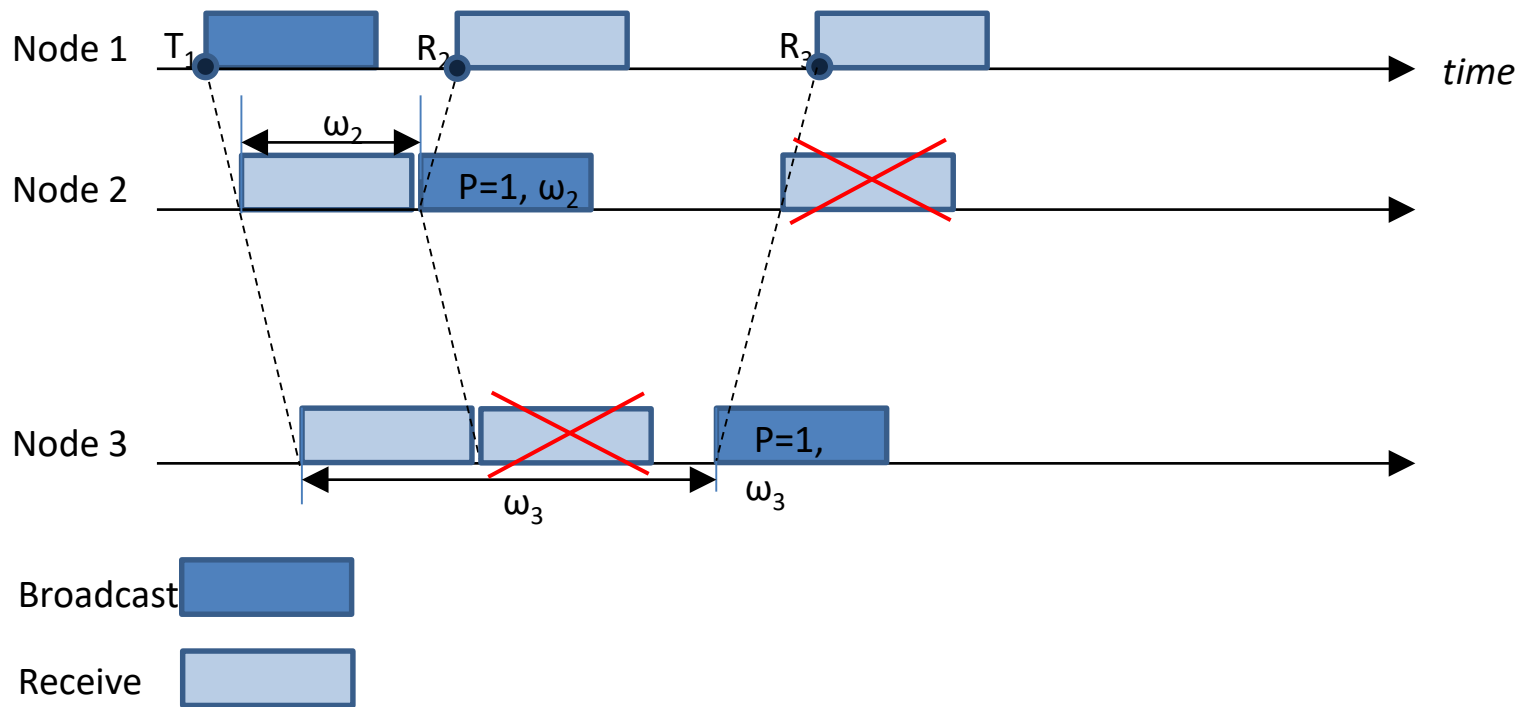 Node 1
T₁
R₂
R₃
time
ω₂
Node 2
P=1, ω₂
Node 3
P=1,
ω₃
ω₃
Broadcast
Receive